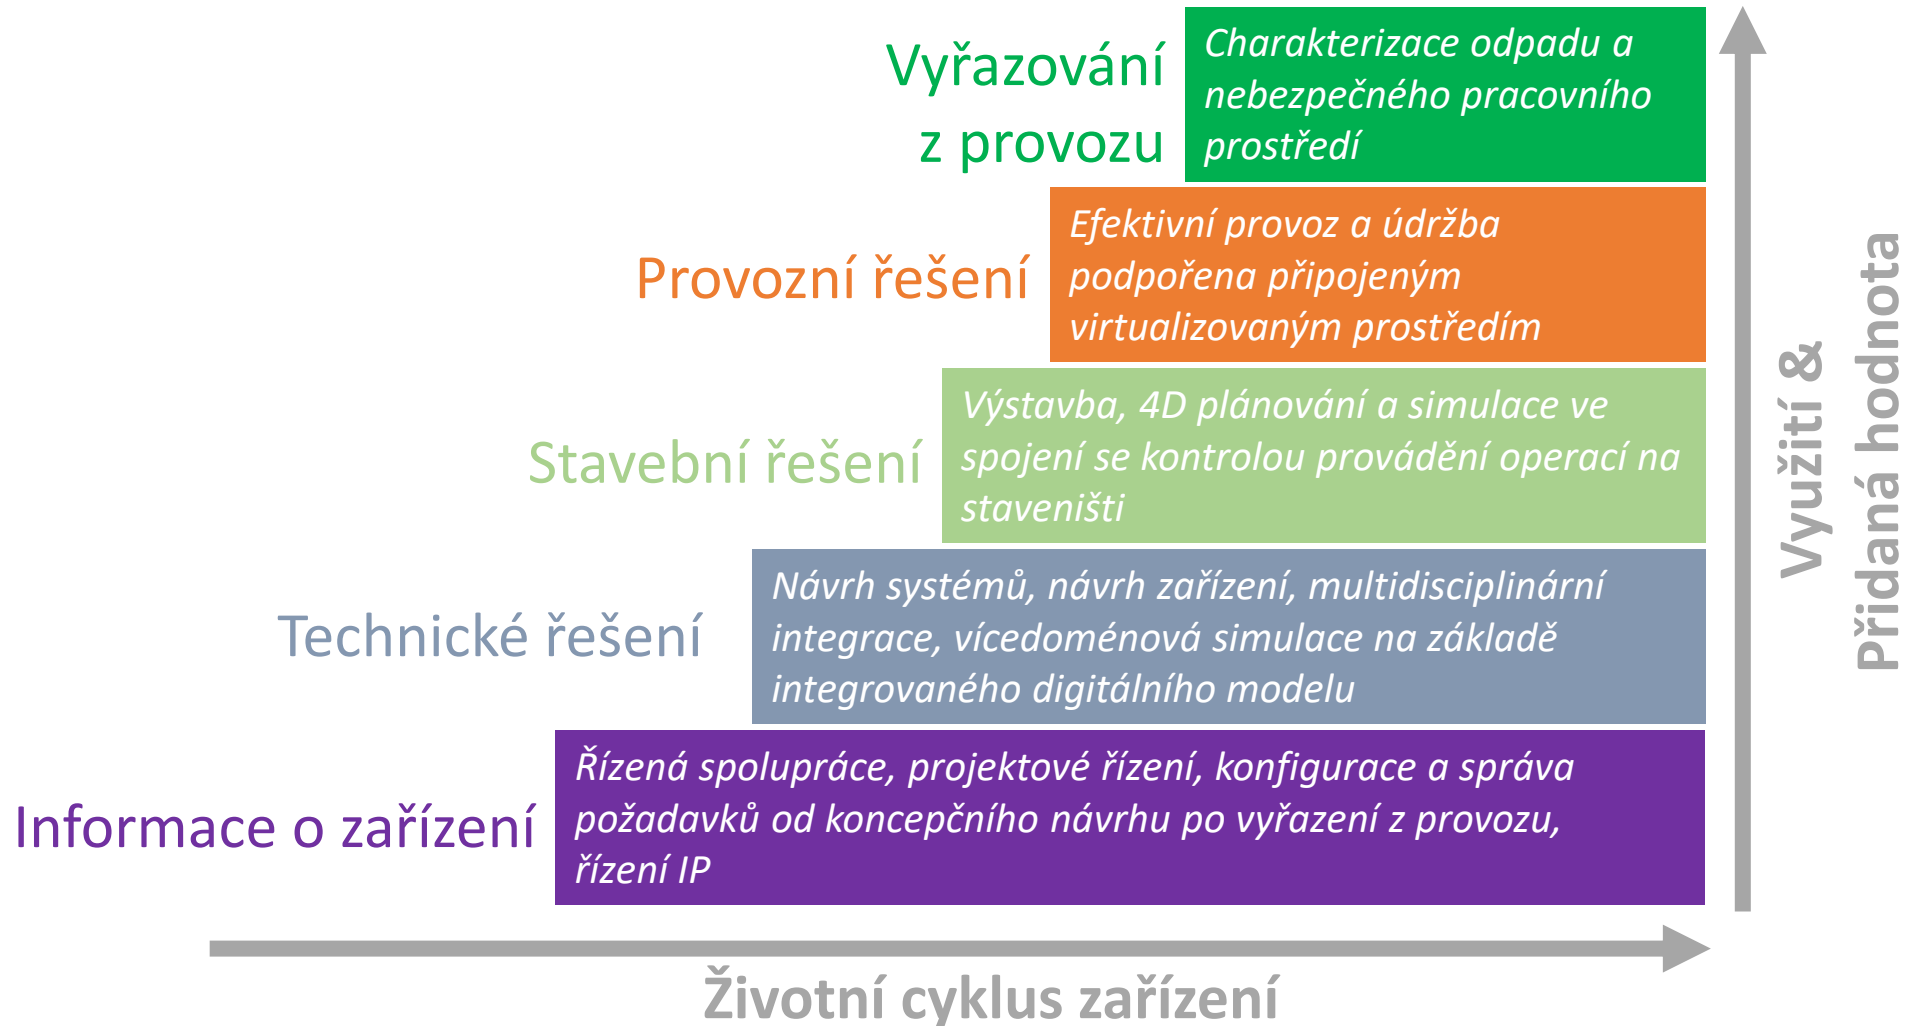 Vyřazování
z provozu
Charakterizace odpadu a
nebezpečného pracovního
prostředí
Provozní řešení
Efektivní provoz a údržba
podpořena připojeným
virtualizovaným prostředím
Stavební řešení
Výstavba, 4D plánování a simulace ve
spojení se kontrolou provádění operací na
staveništi
Technické řešení
Návrh systémů, návrh zařízení, multidisciplinární
integrace, vícedoménová simulace na základě
integrovaného digitálního modelu
Informace o zařízení
Řízená spolupráce, projektové řízení, konfigurace a správa
požadavků od koncepčního návrhu po vyřazení z provozu,
řízení IP
Životní cyklus zařízení
Využití &
Přidaná hodnota